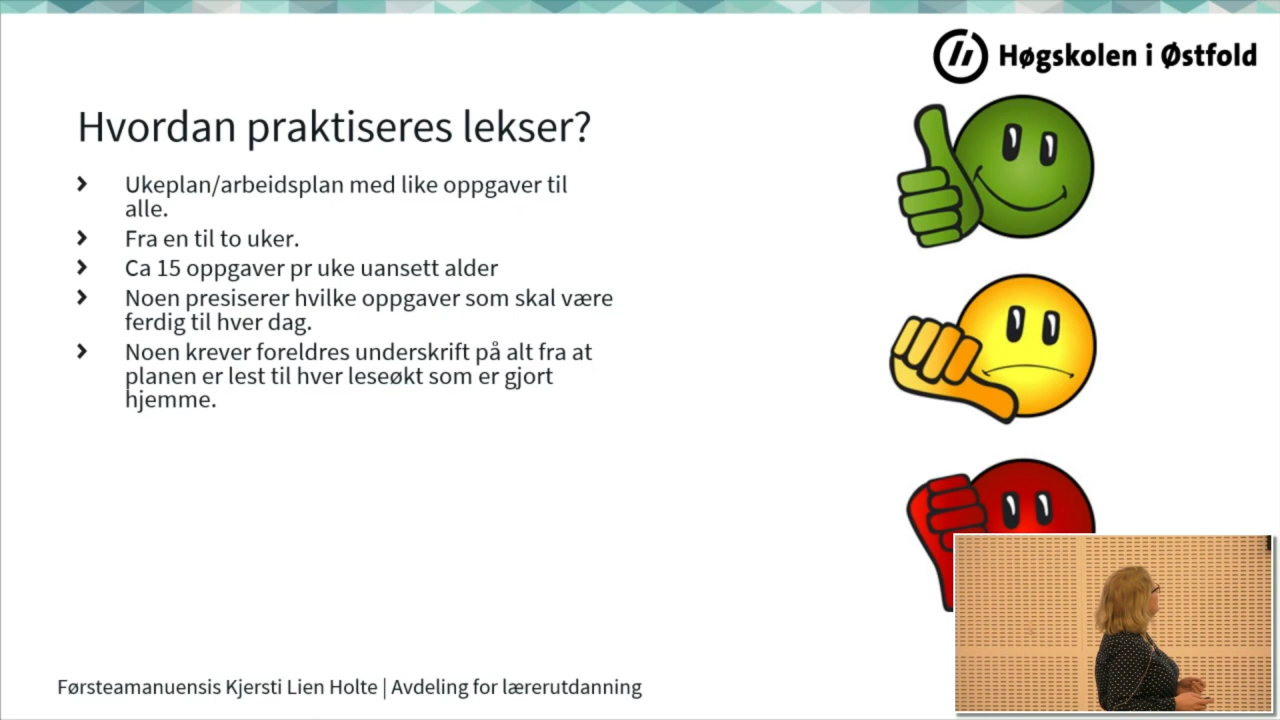 Høgskolen i Østfold
Hvordan praktiseres lekser?
Ukeplan/arbeidsplan med like oppgaver til
alle.
Fra en til to uker.
Ca 15 oppgaver pr uke uansett alder
Noen presiserer hvilke oppgaver som skal være
ferdig til hver dag.
Noen krever foreldres underskrift på alt fra at
planen er lest til hver leseøkt som er gjort
hjemme.
Førsteamanuensis Kjersti Lien Holte | Avdeling for lærerutdanning